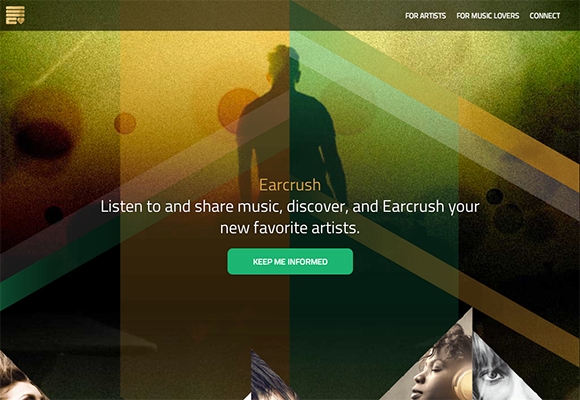 FOR ARTISTS FOR MUSIC LOVERS CONNECT
Earcrush
Listen to and share music, discover, and Earcrush your
new favorite artists.
KEEP ME INFORMED